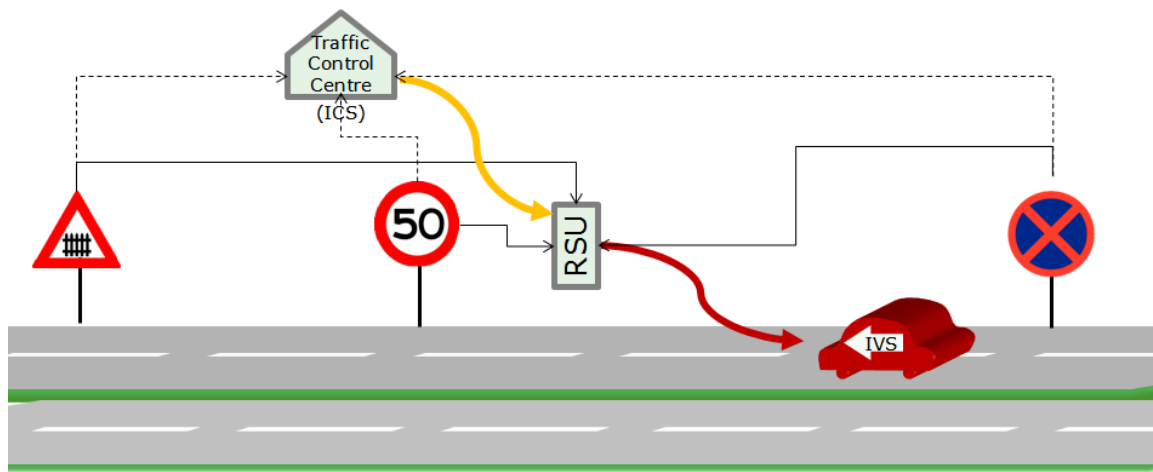 Traffic
Control
Centre
(ICS)
50
RSU
IVS